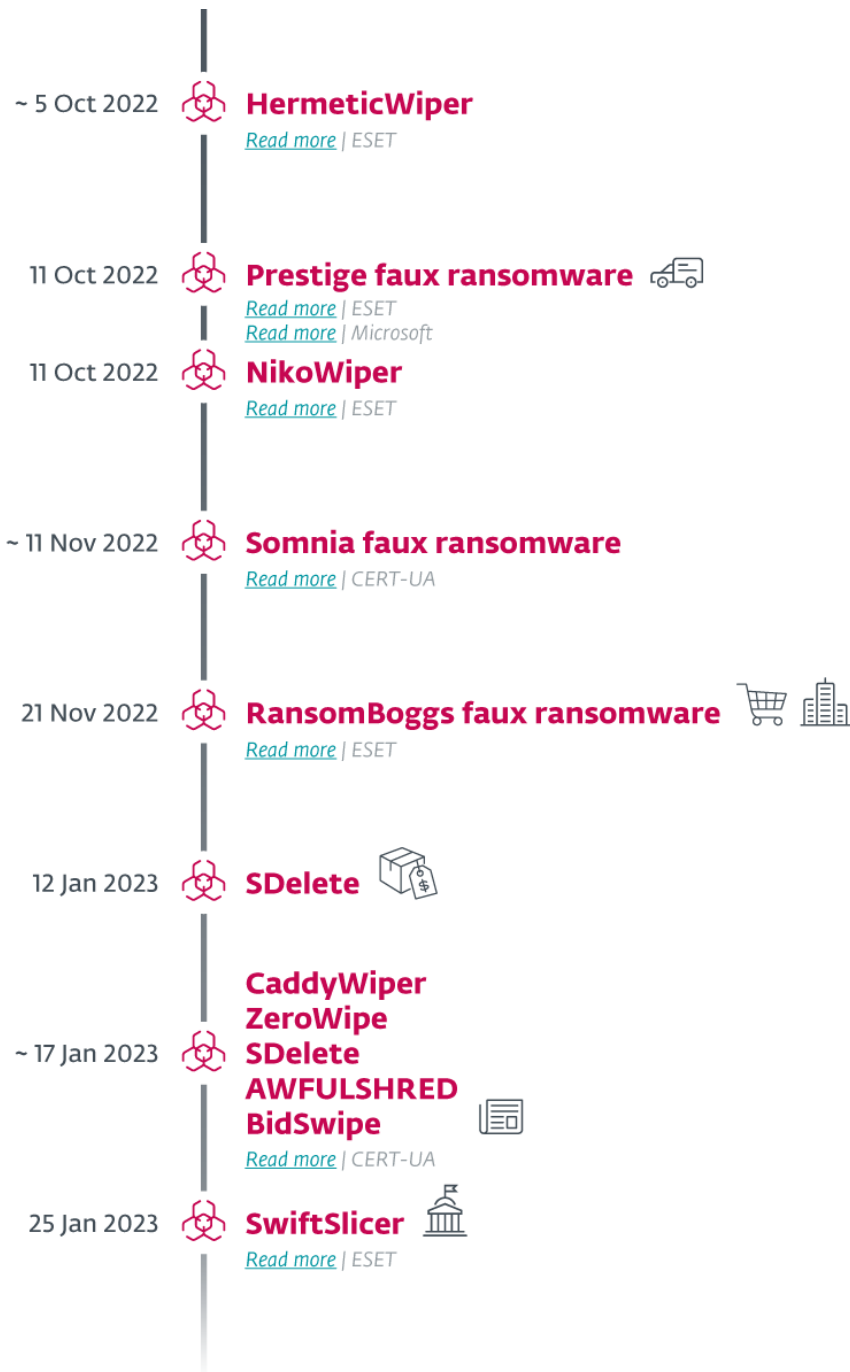 ~ 5 Oct 2022
HermeticWiper
Read more | ESET
11 Oct 2022
Prestige faux ransomware
Read more | ESET
Read more | Microsoft
11 Oct 2022
NikoWiper
Read more | ESET
~ 11 Nov 2022
Somnia faux ransomware
Read more | CERT-UA
21 Nov 2022
RansomBoggs faux ransomware
Read more | ESET
12 Jan 2023
SDelete
$
~ 17 Jan 2023
CaddyWiper
ZeroWipe
SDelete
AWFULSHRED
BidSwipe
Read more | CERT-UA
25 Jan 2023
SwiftSlicer
Read more | ESET